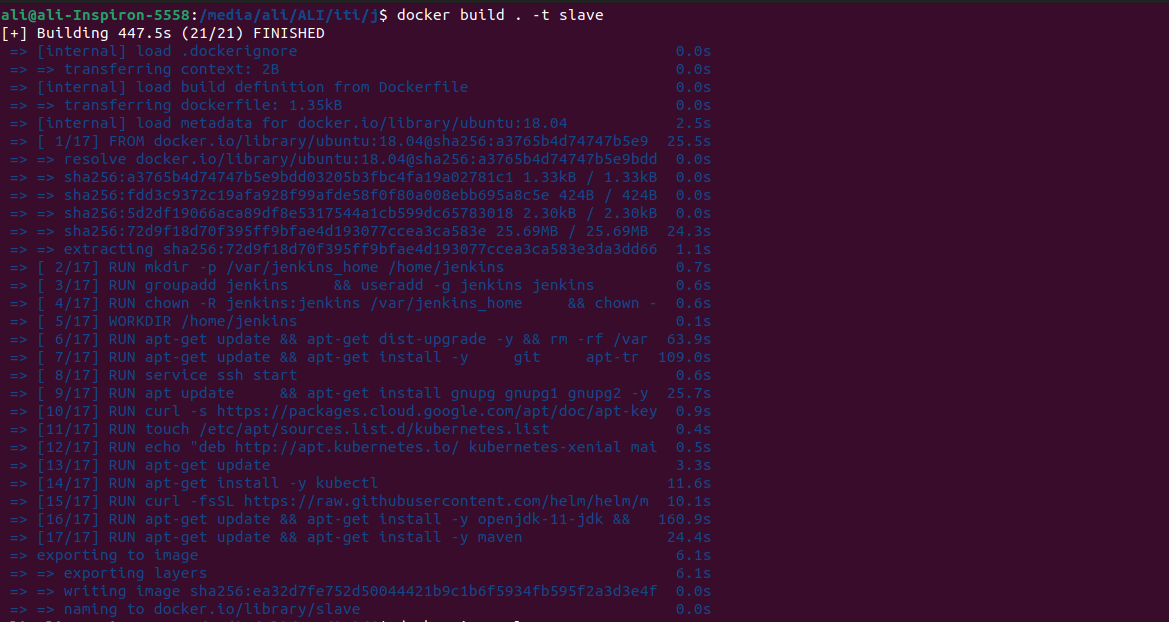 ali@ali-Inspiron-5558:/media/ali/ALI/iti/j$ docker build . -t slave
[+] Building 447.5s (21/21) FINISHED
=> [internal] load .dockerignore 0.0s
=> => transferring context: 2B 0.0s
=> [internal] load build definition from Dockerfile 0.0s
=> => transferring dockerfile: 1.35kB 0.0s
=> [internal] load metadata for docker.io/library/ubuntu:18.04 2.5s
=> [ 1/17] FROM docker.io/library/ubuntu:18.04@sha256:a3765b4d74747b5e9 25.5s
=> => resolve docker.io/library/ubuntu:18.04@sha256:a3765b4d74747b5e9bdd 0.0s
=> => sha256:a3765b4d74747b5e9bdd03205b3fbc4fa19a02781c1 1.33kB / 1.33kB 0.0s
=> => sha256:fdd3c9372c19afa928f99afde58f0f80a008ebb695a8c5e 424B / 424B 0.0s
=> => sha256:5d2df19066aca89df8e5317544a1cb599dc65783018 2.30kB / 2.30kB 0.0s
=> => sha256:72d9f18d70f395ff9bfae4d193077ccea3ca583e 25.69MB / 25.69MB 24.3s
=> => extracting sha256:72d9f18d70f395ff9bfae4d193077ccea3ca583e3da3dd66 1.1s
=> [ 2/17] RUN mkdir -p /var/jenkins_home /home/jenkins 0.7s
=> [ 3/17] RUN groupadd jenkins     && useradd -g jenkins jenkins 0.6s
=> [ 4/17] RUN chown -R jenkins:jenkins /var/jenkins_home     && chown - 0.6s
=> [ 5/17] WORKDIR /home/jenkins 0.1s
=> [ 6/17] RUN apt-get update && apt-get dist-upgrade -y && rm -rf /var 63.9s
=> [ 7/17] RUN apt-get update && apt-get install -y     git     apt-tr 109.0s
=> [ 8/17] RUN service ssh start 0.6s
=> [ 9/17] RUN apt update     && apt-get install gnupg gnupg1 gnupg2 -y 25.7s
=> [10/17] RUN curl -s https://packages.cloud.google.com/apt/doc/apt-key 0.9s
=> [11/17] RUN touch /etc/apt/sources.list.d/kubernetes.list 0.4s
=> [12/17] RUN echo "deb http://apt.kubernetes.io/ kubernetes-xenial mai 0.5s
=> [13/17] RUN apt-get update 3.3s
=> [14/17] RUN apt-get install -y kubectl 11.6s
=> [15/17] RUN curl -fsSL https://raw.githubusercontent.com/helm/helm/m 10.1s
=> [16/17] RUN apt-get update && apt-get install -y openjdk-11-jdk && 160.9s
=> [17/17] RUN apt-get update && apt-get install -y maven 24.4s
=> exporting to image 6.1s
=> => exporting layers 6.1s
=> => writing image sha256:ea32d7fe752d50044421b9c1b6f5934fb595f2a3d3e4f 0.0s
=> => naming to docker.io/library/slave 0.0s